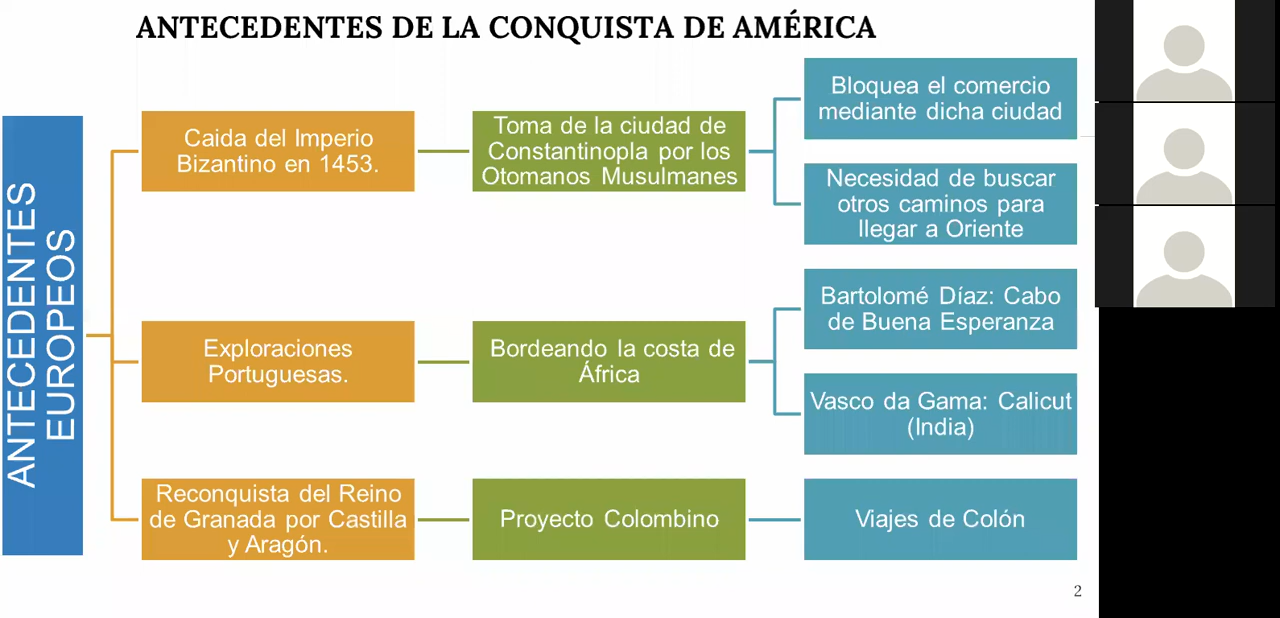 ANTECEDENTES DE LA CONQUISTA DE AMÉRICA
ANTECEDENTES
EUROPEOS
Caida del Imperio
Bizantino en 1453.
Toma de la ciudad de
Constantinopla por los
Otomanos Musulmanes
Bloquea el comercio
mediante dicha ciudad
Necesidad de buscar
otros caminos para
llegar a Oriente
Exploraciones
Portuguesas.
Bordeando la costa de
África
Bartolomé Díaz: Cabo
de Buena Esperanza
Vasco da Gama: Calicut
(India)
Reconquista del Reino
de Granada por Castilla
y Aragón.
Proyecto Colombino
Viajes de Colón
2